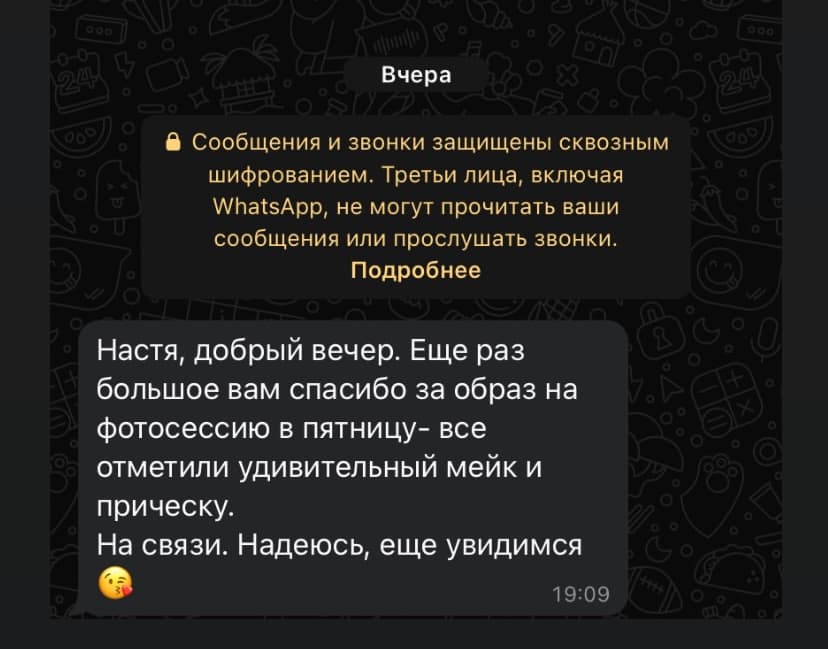 Вчера
Сообщения и звонки защищены сквозным
шифрованием. Третьи лица, включая
WhatsApp, не могут прочитать ваши
сообщения или прослушать звонки.
Подробнее
Настя, добрый вечер. Еще раз
большое вам спасибо за образ на
фотосессию в пятницу- все
отметили удивительный мейк и
прическу.
На связи. Надеюсь, еще увидимся
😘
19:09